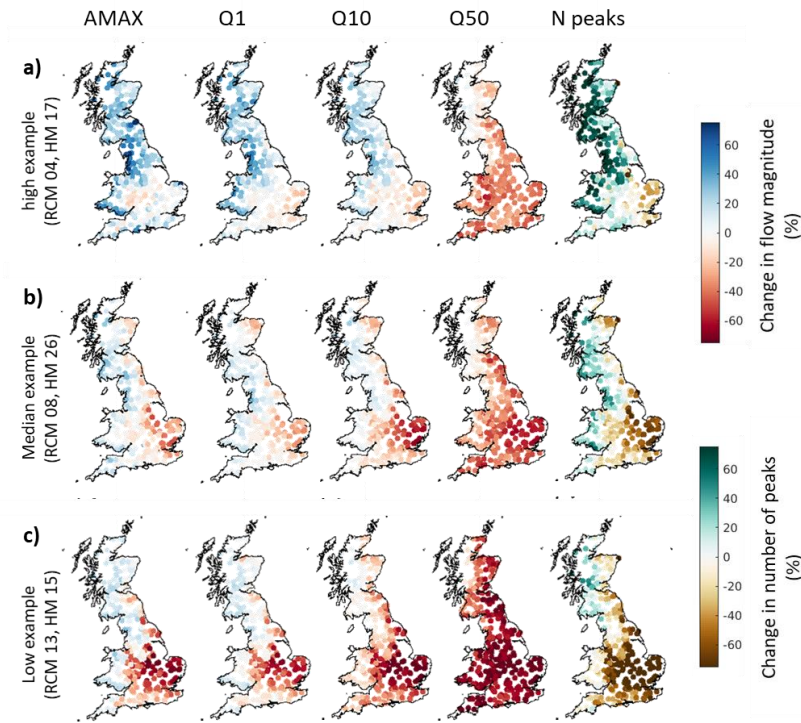 AMAX Q1 Q10 Q50 N peaks
a)
high example
(RCM 04, HM 17)
60
40
20
0
-20
-40
-60
Change in flow magnitude
(%)
b)
Median example
(RCM 08, HM 26)
c)
Low example
(RCM 13, HM 15)
60
40
20
0
-20
-40
-60
Change in number of peaks
(%)